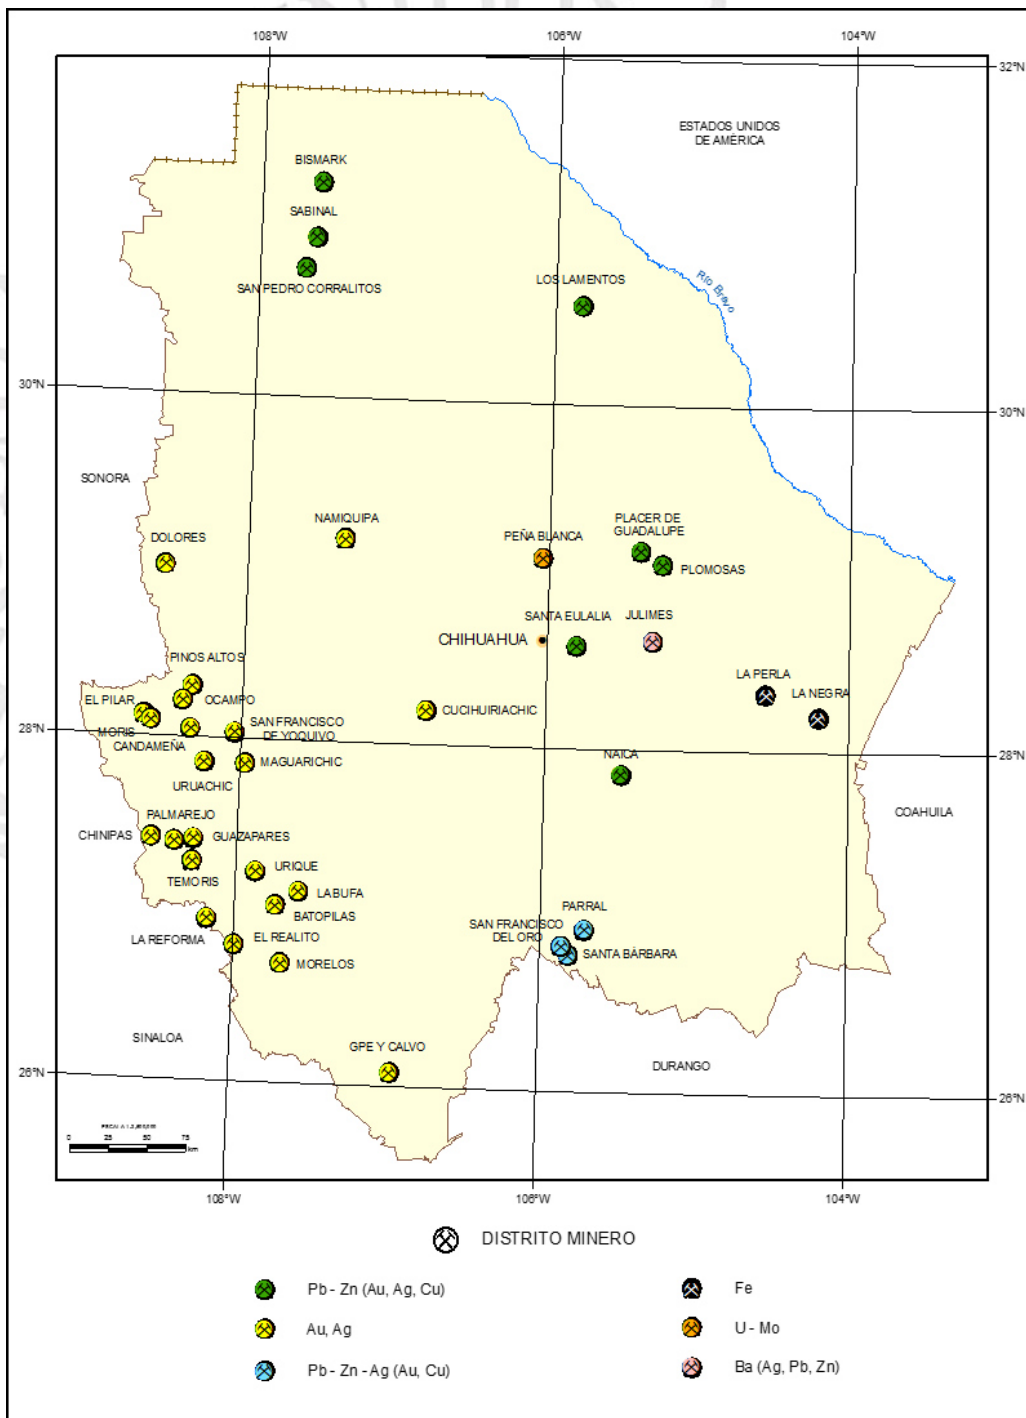 108°W
106°W
104°W
32°N
ESTADOS UNIDOS
DE AMÉRICA
BISMARK
SABINAL
SAN PEDRO CORRALITOS
LOS LAMENTOS
Río Bravo
30°N
30°N
SONORA
DOLORES
NAMIQUIPA
PEÑA BLANCA
PLACER DE
GUADALUPE
PLOMOSAS
SANTA EULALIA
JULIMES
CHIHUAHUA
PINOS ALTOS
LA PERLA
LA NEGRA
EL PILAR
OCAMPO
CUCIHUIRIACHIC
MORIS
SAN FRANCISCO
DE YOQUIVO
28°N
28°N
CANDAMEÑA
MAGUARICHIC
NAICA
URUACHIC
COAHUILA
PALMAREJO
CHINIPAS
GUAZAPARES
TEMORIS
URIQUE
LA BUFA
BATOPILAS
PARRAL
LA REFORMA
EL REALITO
SAN FRANCISCO
DEL ORO
SANTA BÁRBARA
MORELOS
SINALOA
GPE Y CALVO
DURANGO
26°N
26°N
0 25 50 75
km
108°W
106°W
104°W
DISTRITO MINERO
Pb - Zn (Au, Ag, Cu)
Fe
Au, Ag
U - Mo
Pb - Zn - Ag (Au, Cu)
Ba (Ag, Pb, Zn)